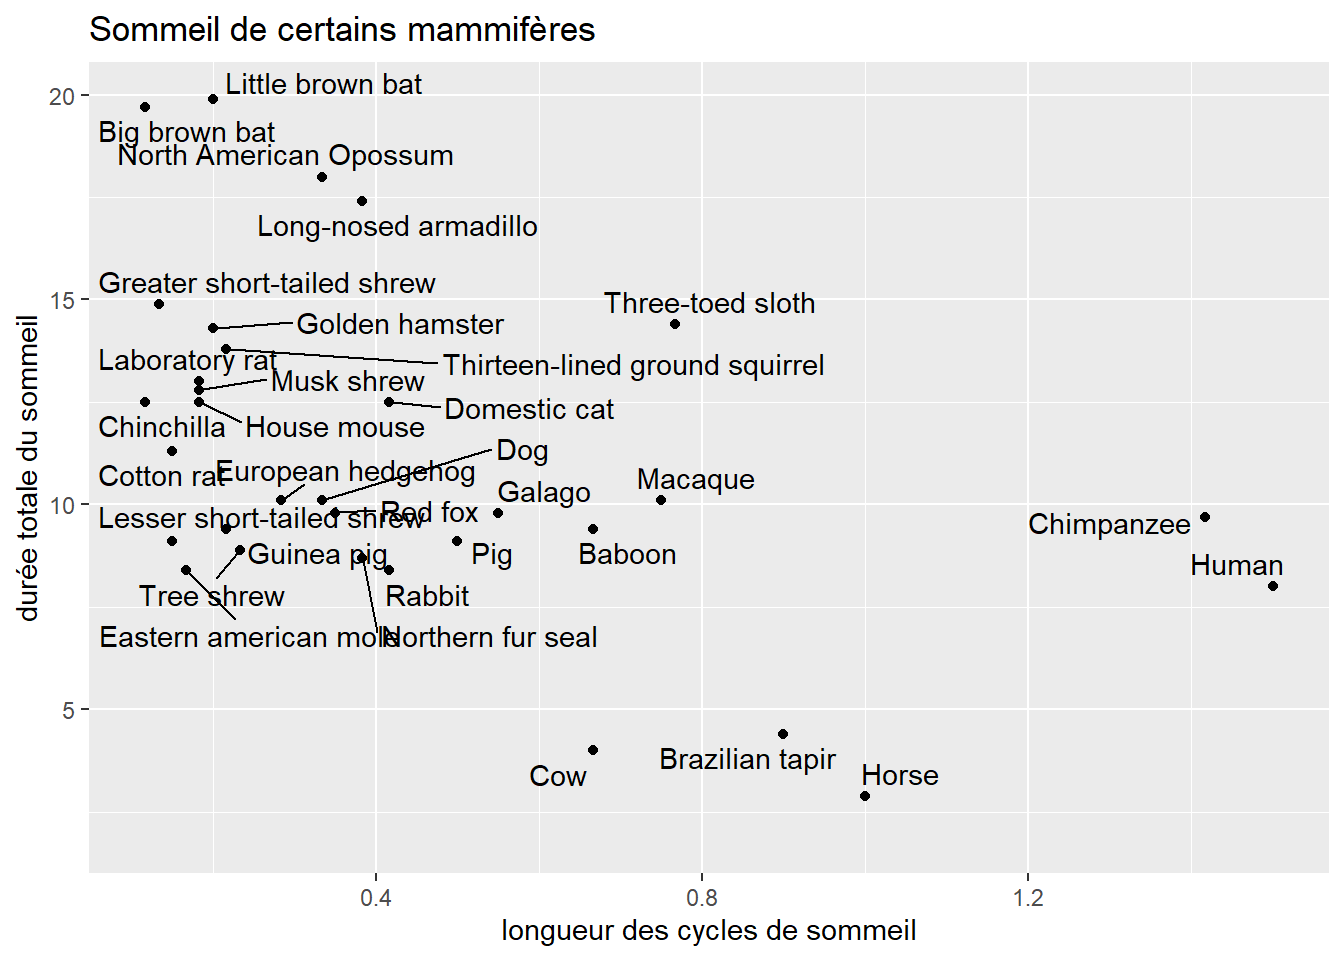 Sommeil de certains mammifères
Little brown bat
Big brown bat
North American Opossum
Long-nosed armadillo
Greater short-tailed shrew
Three-toed sloth
Golden hamster
Laboratory rat
Thirteen-lined ground squirrel
Musk shrew
Domestic cat
Chinchilla
House mouse
Dog
European hedgehog
Cotton rat
Macaque
Galago
Red fox
Lesser short-tailed shrew
Chimpanzee
Guinea pig
Pig
Baboon
Human
Tree shrew
Rabbit
Eastern american mole
Northern fur seal
Brazilian tapir
Cow
Horse
20
15
10
5
durée totale du sommeil
0.4
0.8
1.2
longueur des cycles de sommeil